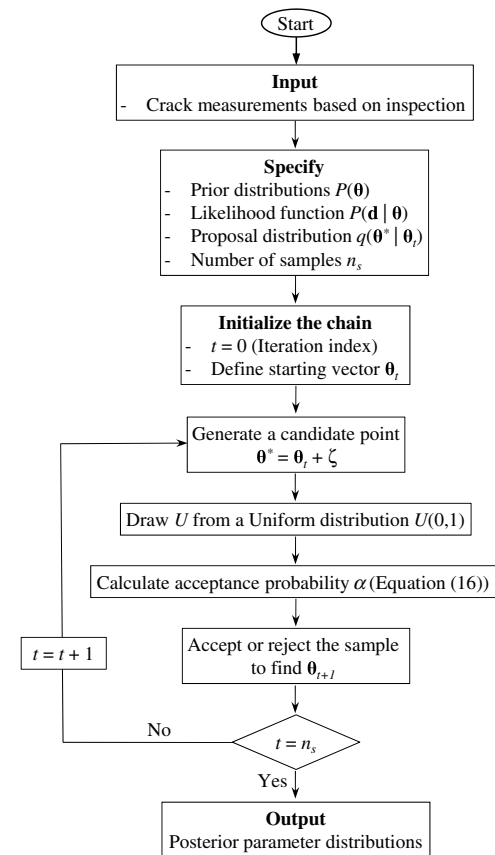 Start
Input
- Crack measurements based on inspection
Specify
- Prior distributions P(θ)
- Likelihood function P(d | θ)
- Proposal distribution q(θ* | θt)
- Number of samples ns
Initialize the chain
- t = 0 (Iteration index)
- Define starting vector θt
Generate a candidate point
θ* = θt + ζ
Draw U from a Uniform distribution U(0,1)
Calculate acceptance probability α (Equation (16))
Accept or reject the sample
to find θt+1
t = t + 1
No
t = ns
Yes
Output
Posterior parameter distributions